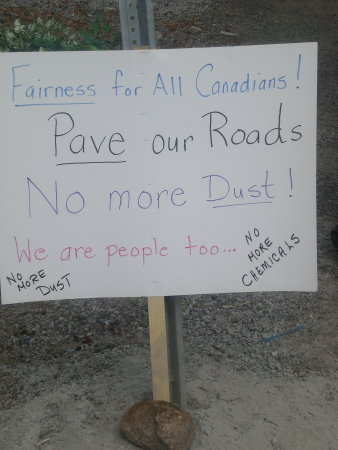 Fairness for All Canadians!
Pave our Roads
No more Dust!
We are people too...
NO
MORE
DUST
NO
MORE
CHEMICALS